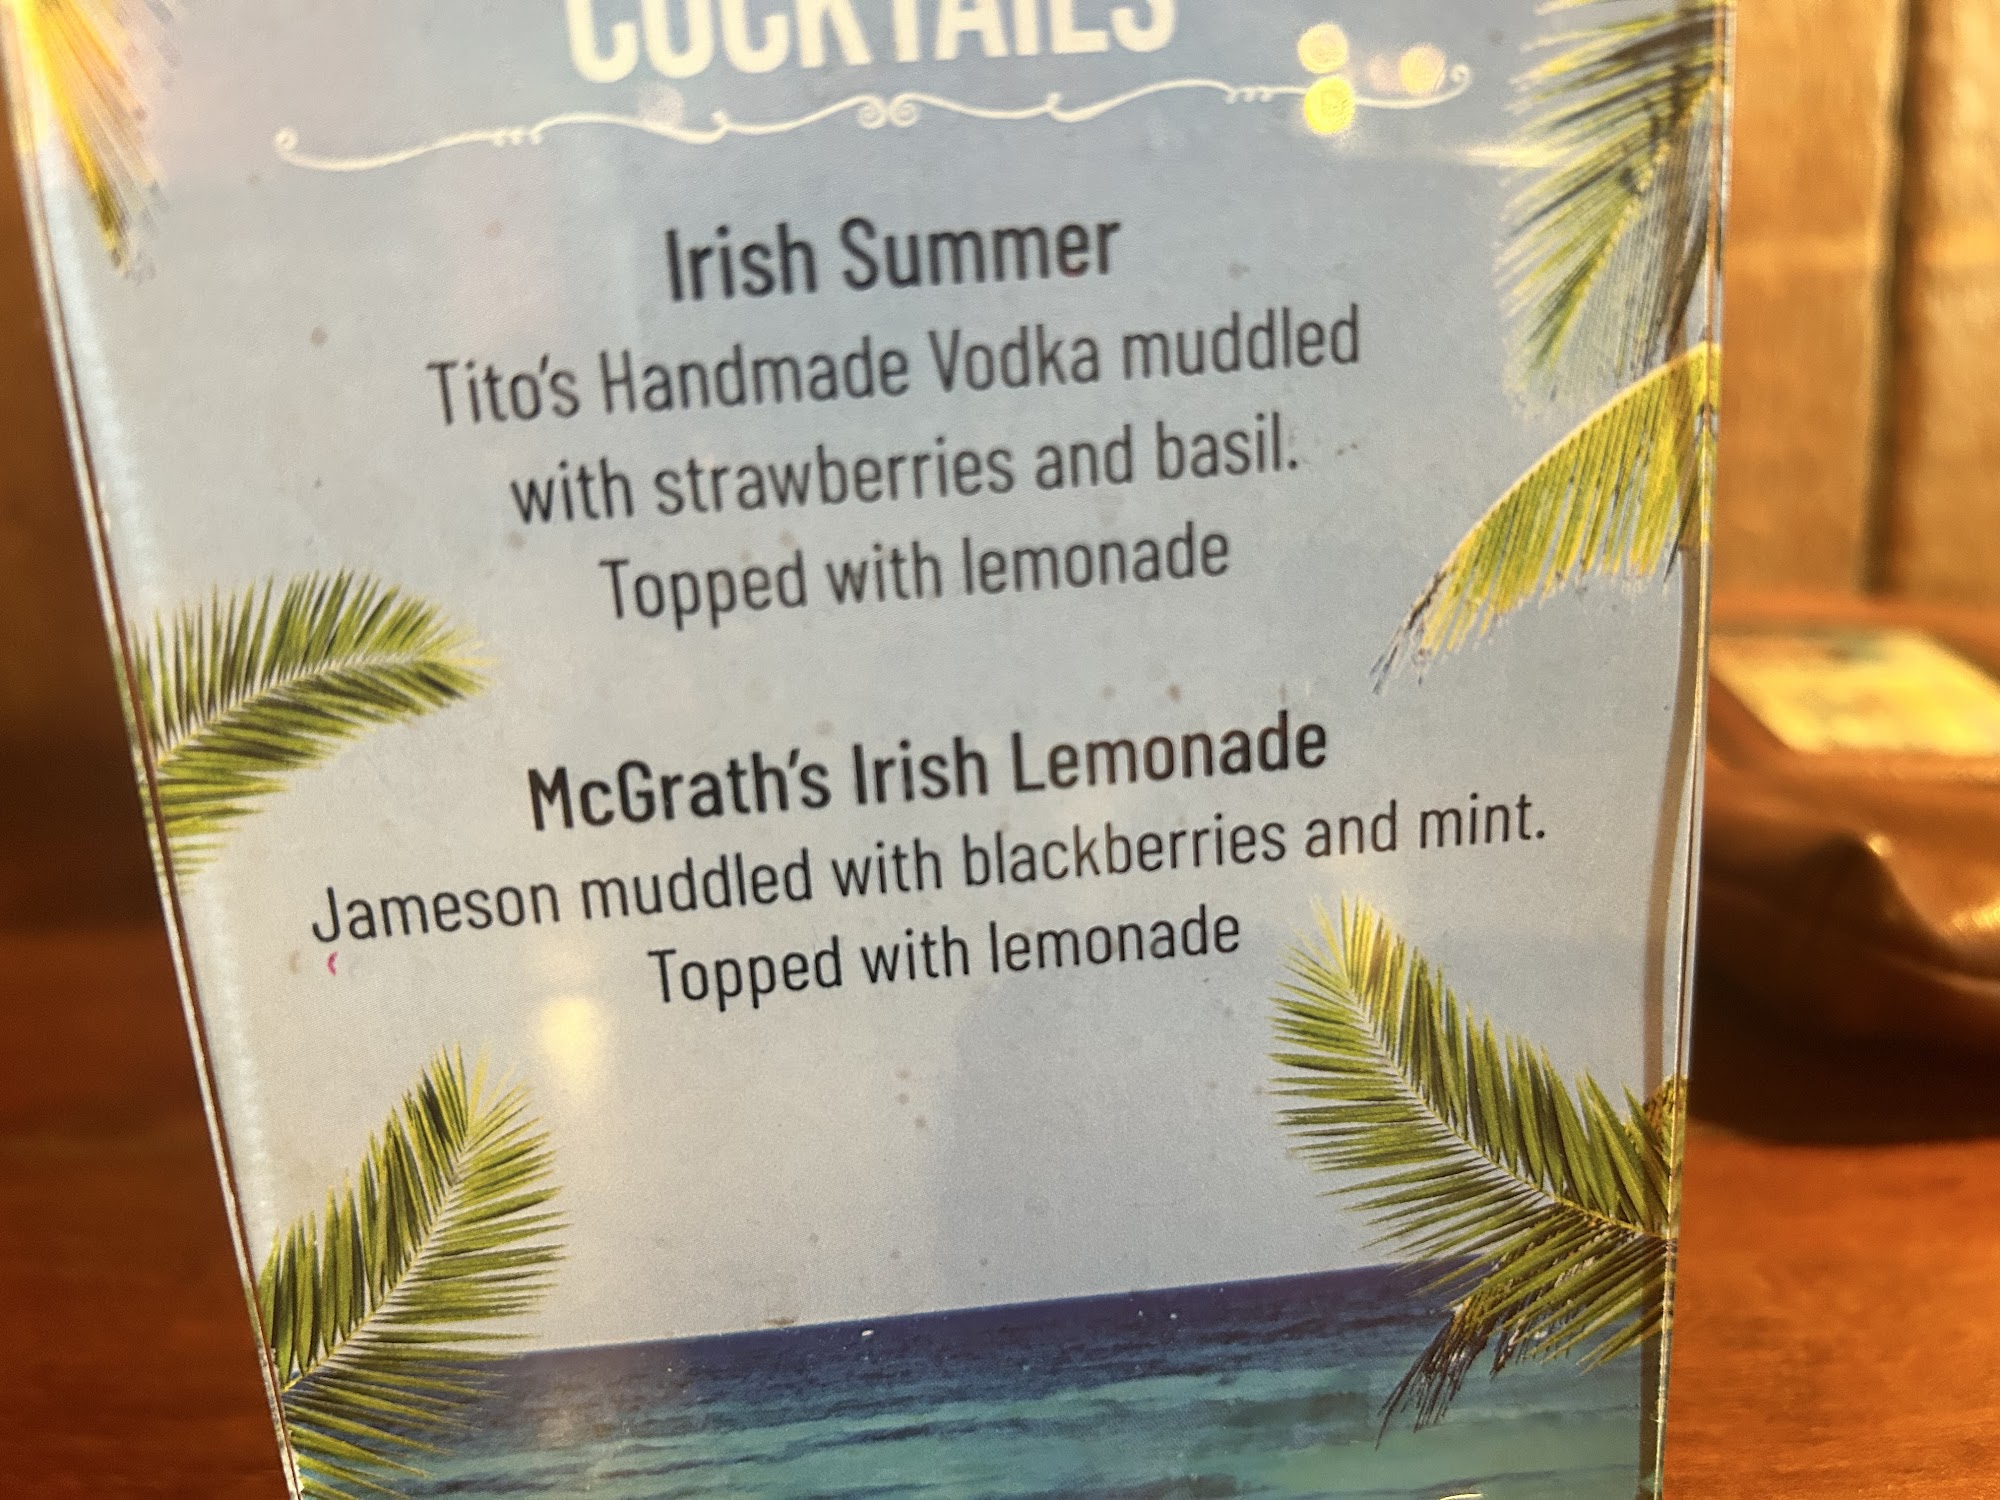 COCKTAILS
Irish Summer
Tito's Handmade Vodka muddled
with strawberries and basil.
Topped with lemonade
McGrath's Irish Lemonade
Jameson muddled with blackberries and mint.
Topped with lemonade